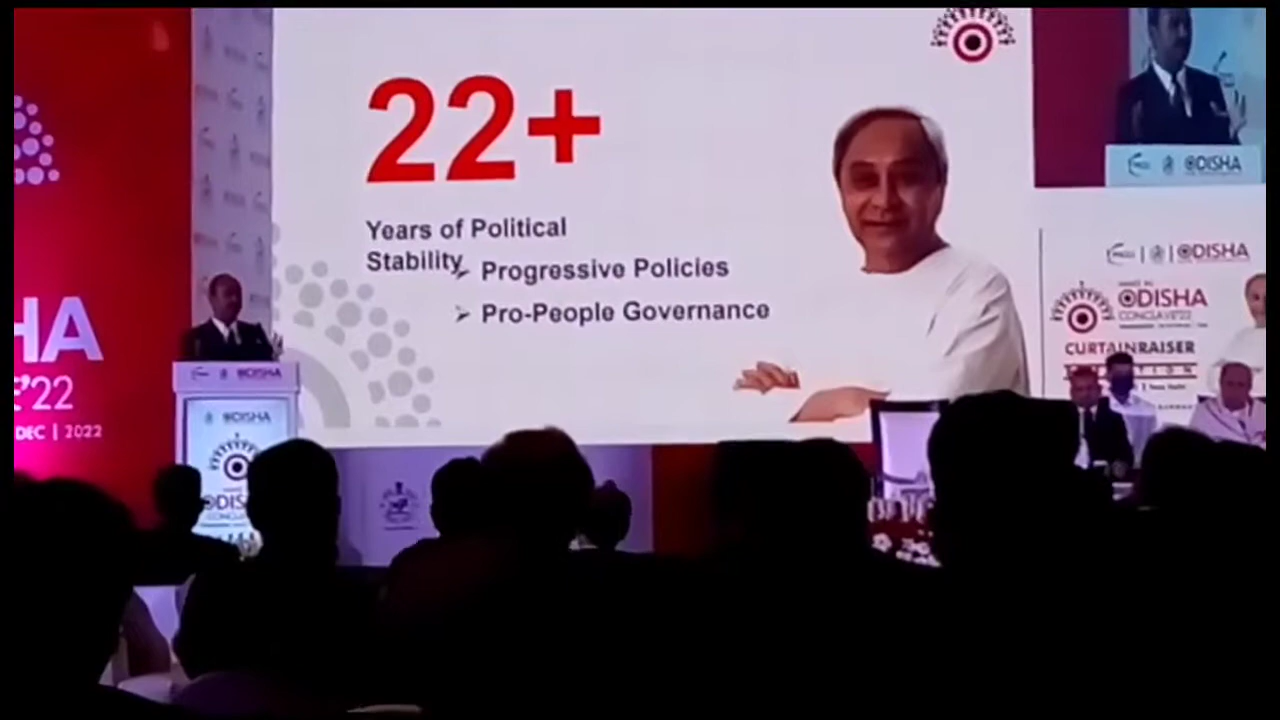 22+
Years of Political
Stability
➢ Progressive Policies
➢ Pro-People Governance
HA
'22
DEC | 2022
ODISHA
ODISHA
ODISHA
ODISHA
ODISHA
CONCLAVE'22
CURTAINRAISER